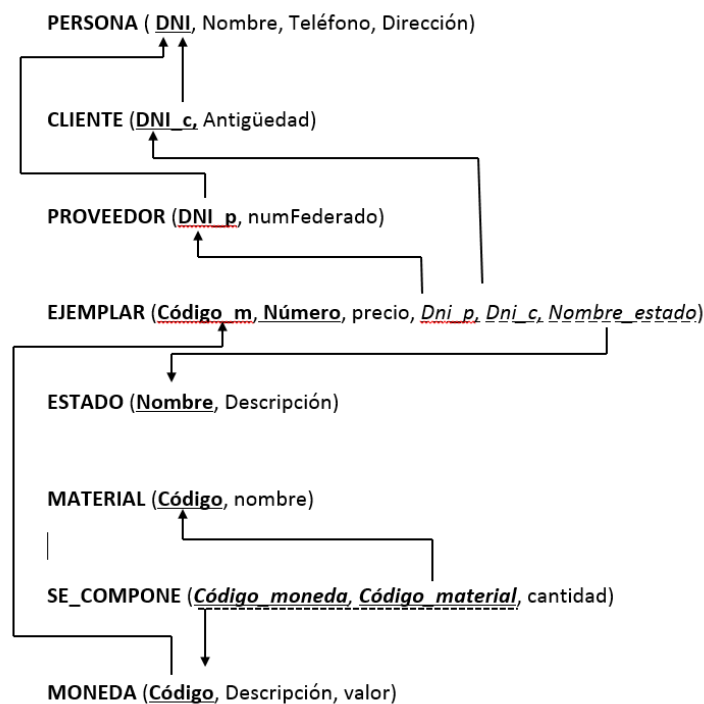 PERSONA ( DNI, Nombre, Teléfono, Dirección)
CLIENTE (DNI_c, Antigüedad)
PROVEEDOR (DNI_p, numFederado)
EJEMPLAR (Código_m, Número, precio, Dni_p, Dni_c, Nombre_estado)
ESTADO (Nombre, Descripción)
MATERIAL (Código, nombre)
SE_COMPONE (Código_moneda, Código_material, cantidad)
MONEDA (Código, Descripción, valor)